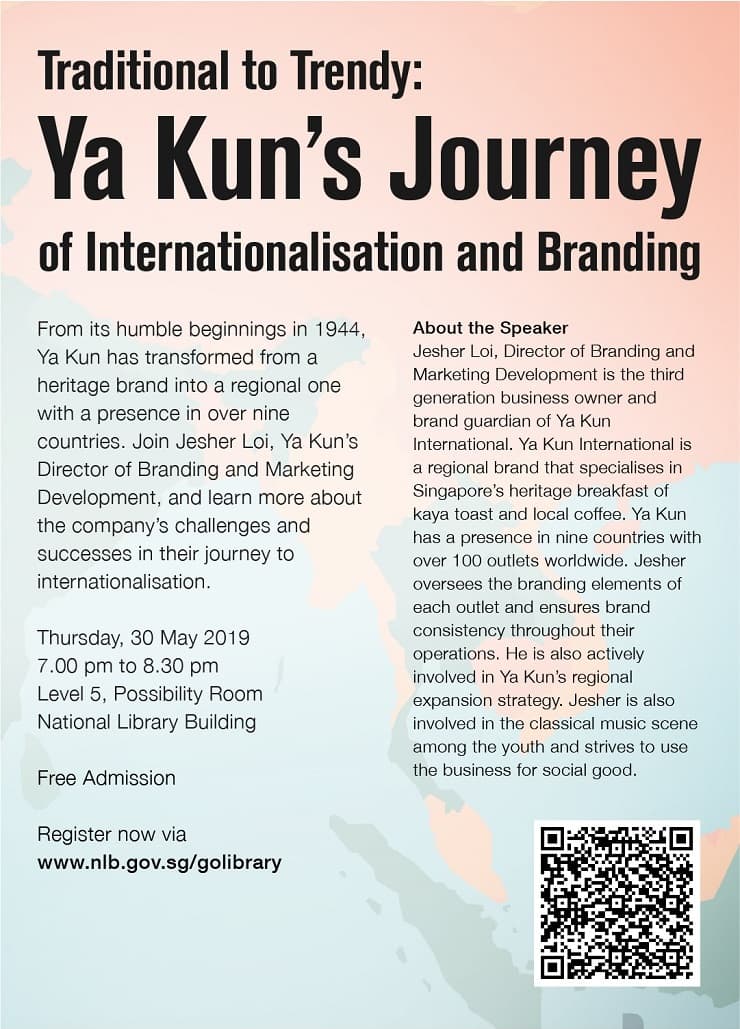 Traditional to Trendy:
Ya Kun's Journey
of Internationalisation and Branding
From its humble beginnings in 1944,
Ya Kun has transformed from a
heritage brand into a regional one
with a presence in over nine
countries. Join Jesher Loi, Ya Kun's
Director of Branding and Marketing
Development, and learn more about
the company's challenges and
successes in their journey to
internationalisation.
Thursday, 30 May 2019
7.00 pm to 8.30 pm
Level 5, Possibility Room
National Library Building
Free Admission
Register now via
www.nlb.gov.sg/golibrary
About the Speaker
Jesher Loi, Director of Branding and
Marketing Development is the third
generation business owner and
brand guardian of Ya Kun
International. Ya Kun International is
a regional brand that specialises in
Singapore's heritage breakfast of
kaya toast and local coffee. Ya Kun
has a presence in nine countries with
over 100 outlets worldwide. Jesher
oversees the branding elements of
each outlet and ensures brand
consistency throughout their
operations. He is also actively
involved in Ya Kun's regional
expansion strategy. Jesher is also
involved in the classical music scene
among the youth and strives to use
the business for social good.